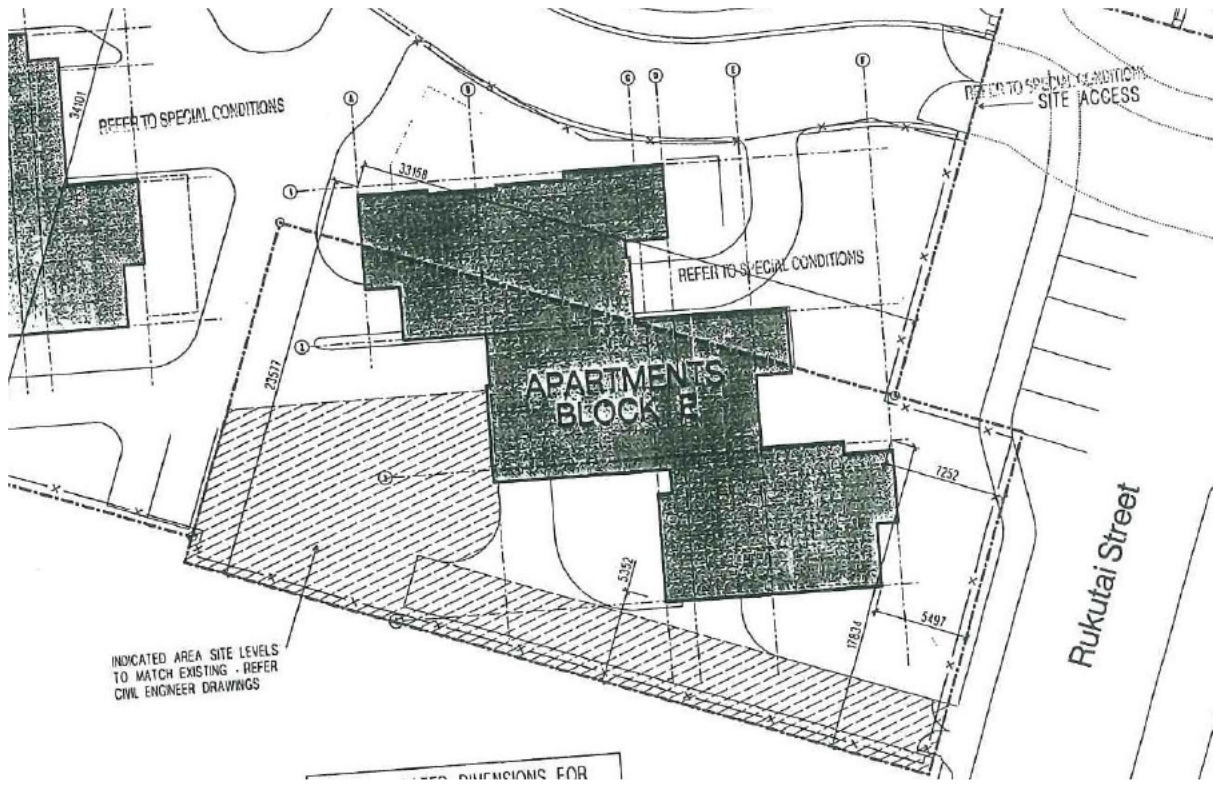 34101
REFER TO SPECIAL CONDITIONS
A
B
C
D
E
F
REFER TO SPECIAL CONDITIONS
SITE ACCESS
1
33158
REFER TO SPECIAL CONDITIONS
23577
APARTMENTS
BLOCK E
7252
5352
5497
17834
Rukutai Street
INDICATED AREA SITE LEVELS
TO MATCH EXISTING - REFER
CIVIL ENGINEER DRAWINGS
DIMENSIONS FOR